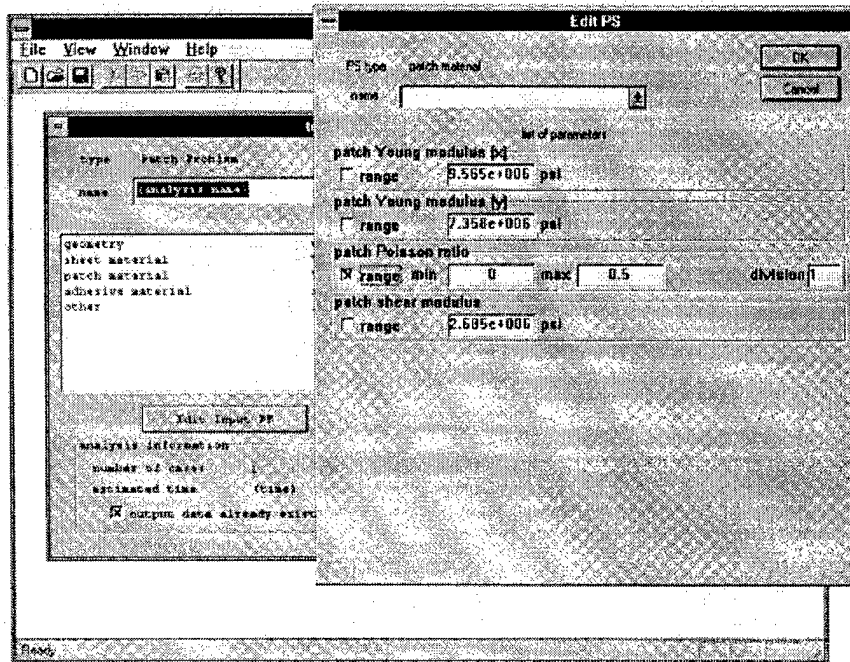 Edit PS
File View Window Help
PS type patch material
OK
name
Cancel
list of parameters
patch Young modulus [x]
range 9.565e+006 psi
patch Young modulus [y]
range 7.358e+006 psi
patch Poisson ratio
range min 0 max 0.5 division 1
patch shear modulus
range 2.685e+006 psi
type Patch Problem
name (analysis name)
geometry
sheet material
patch material
adhesive material
other
Edit Input PP
analysis information
number of cases 1
estimated time (time)
output data already exist
Ready